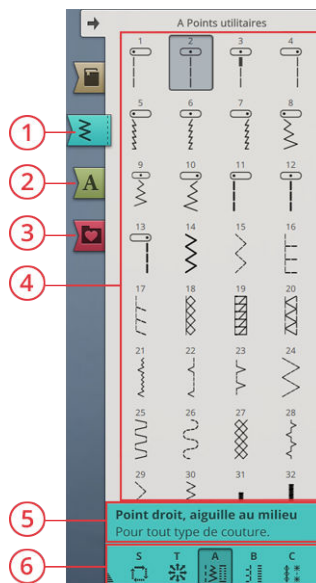 A Points utilitaires
1 2 3 4
5 6 7 8
1
9 10 11 12
2 A
3
13 14 15 16
4
17 18 19 20
21 22 23 24
25 26 27 28
29 30 31 32
5 Point droit, aiguille au milieu
Pour tout type de couture.
6 S T A B C